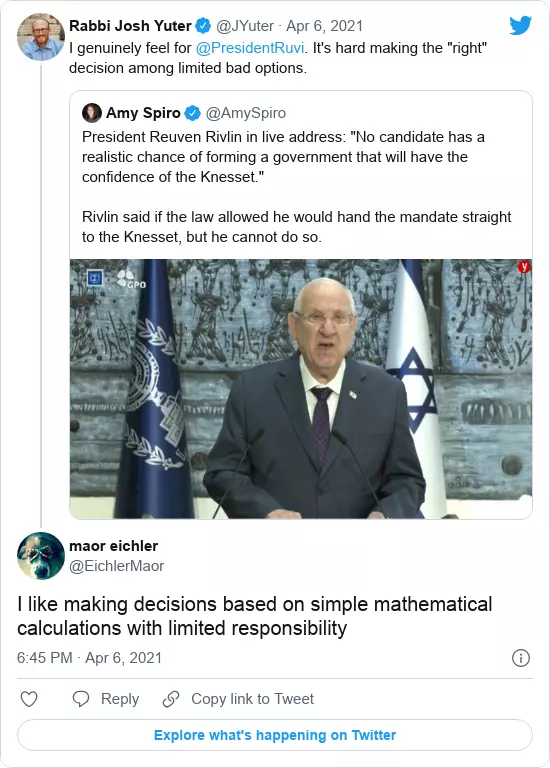 Rabbi Josh Yuter @JYuter · Apr 6, 2021
I genuinely feel for @PresidentRuvi. It's hard making the "right"
decision among limited bad options.
Amy Spiro @AmySpiro
President Reuven Rivlin in live address: "No candidate has a
realistic chance of forming a government that will have the
confidence of the Knesset."
Rivlin said if the law allowed he would hand the mandate straight
to the Knesset, but he cannot do so.
GPO
y
maor eichler
@EichlerMaor
I like making decisions based on simple mathematical
calculations with limited responsibility
6:45 PM · Apr 6, 2021
Reply
Copy link to Tweet
Explore what's happening on Twitter